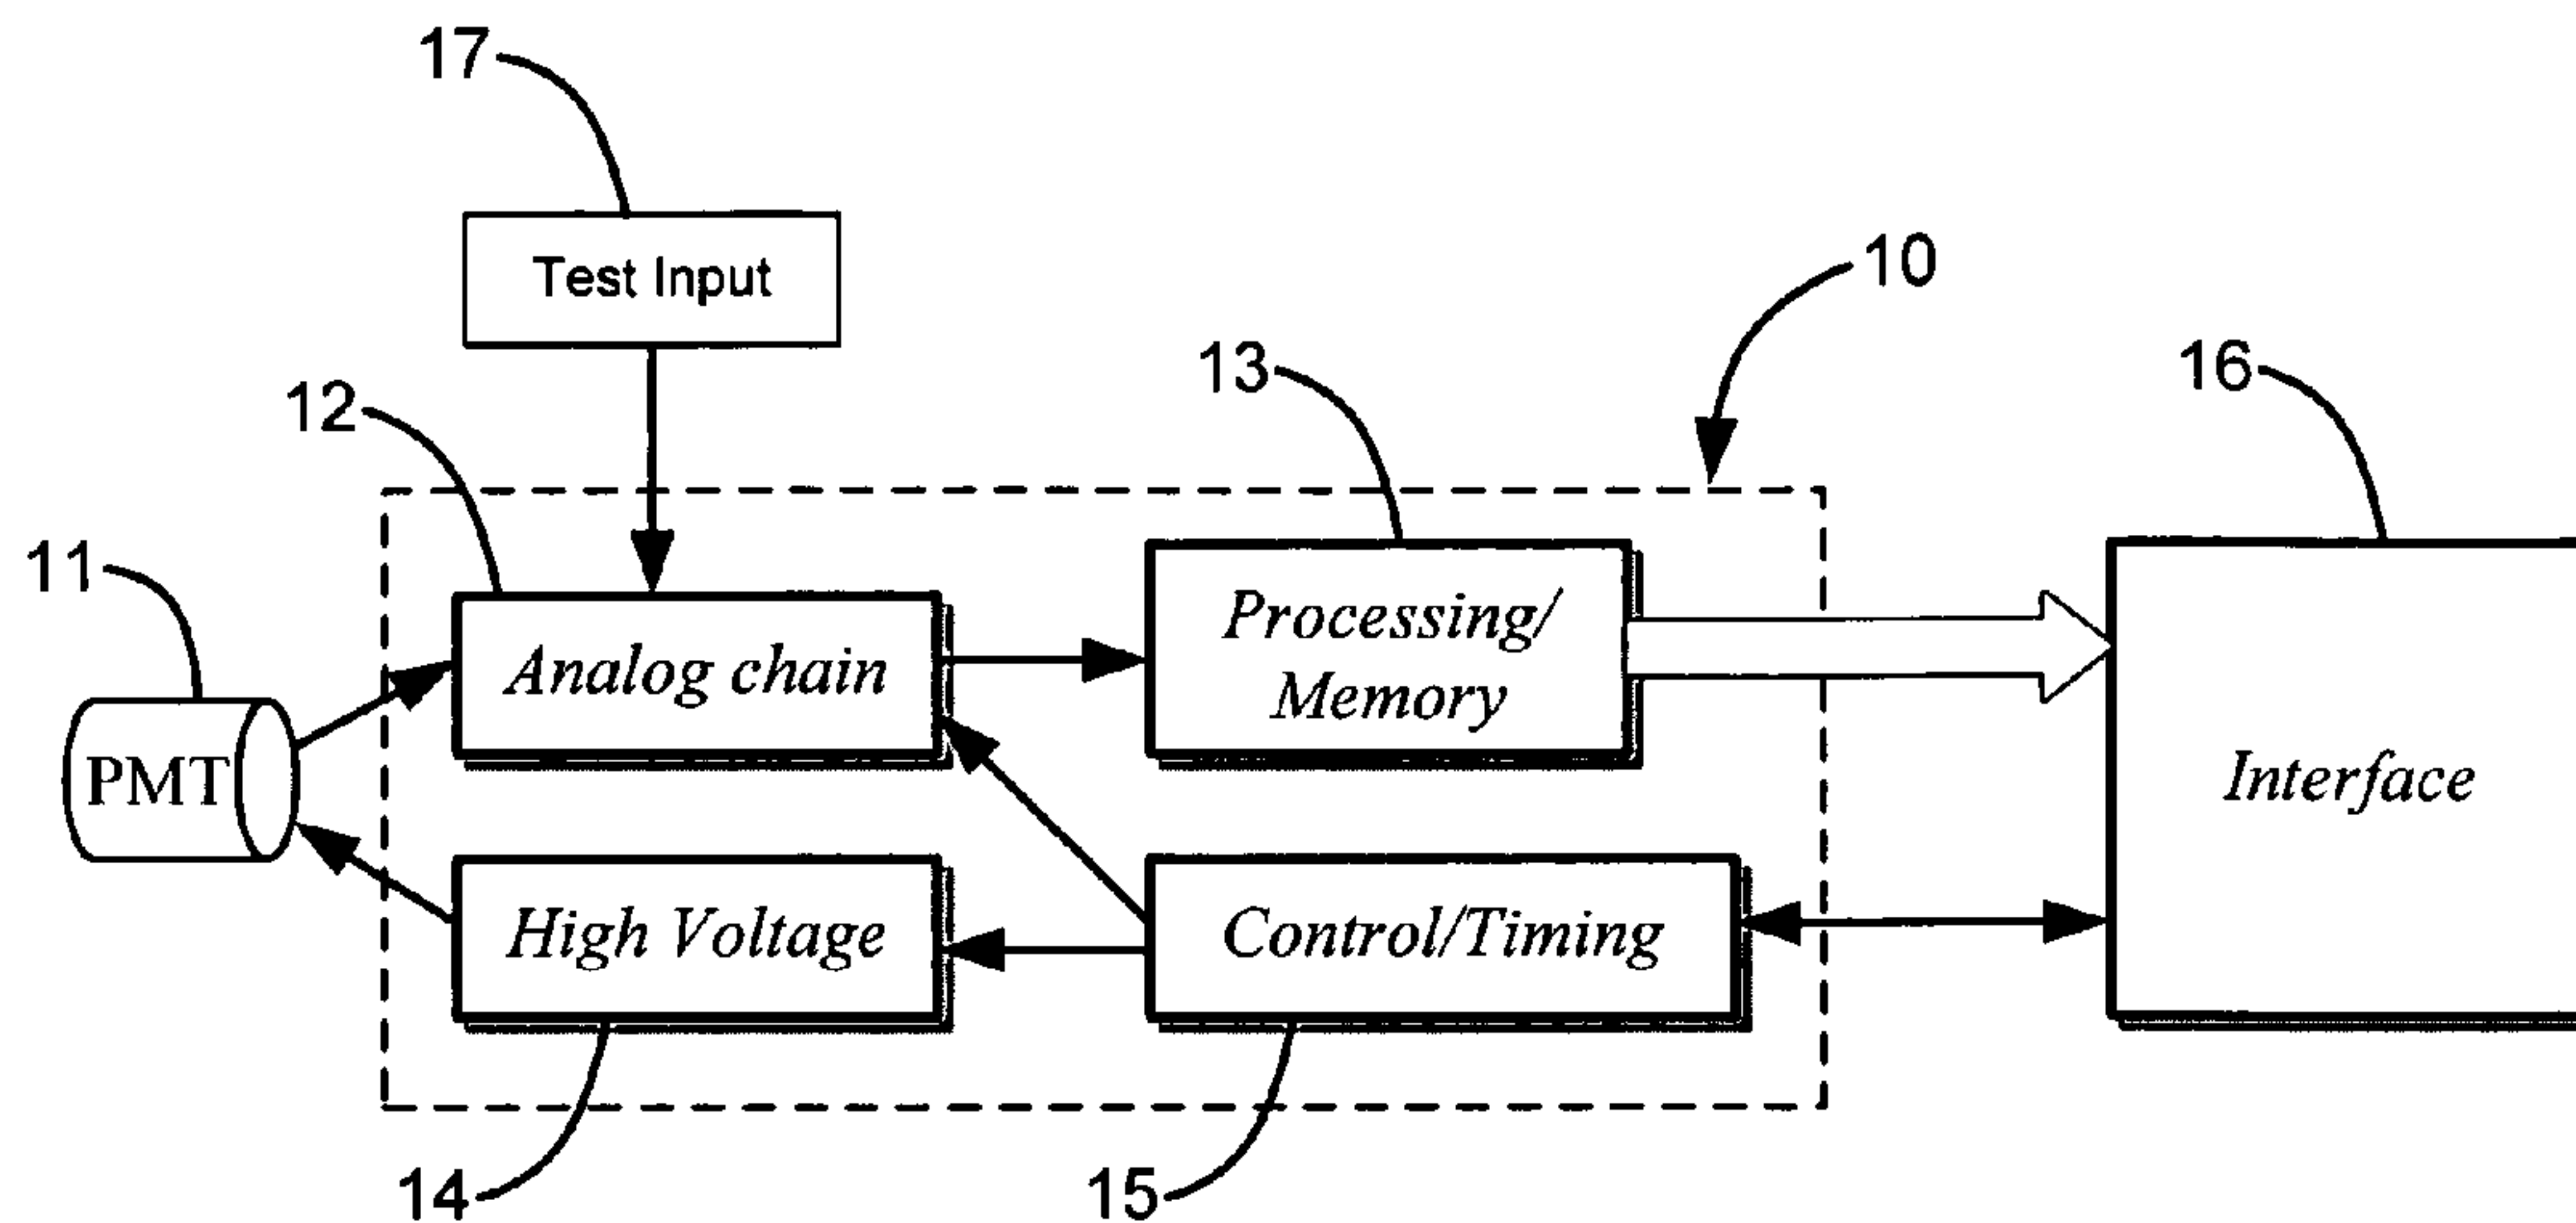 17
Test Input
10
13
16
12
11
Processing/
Memory
Analog chain
PMT
Interface
High Voltage
Control/Timing
14
15